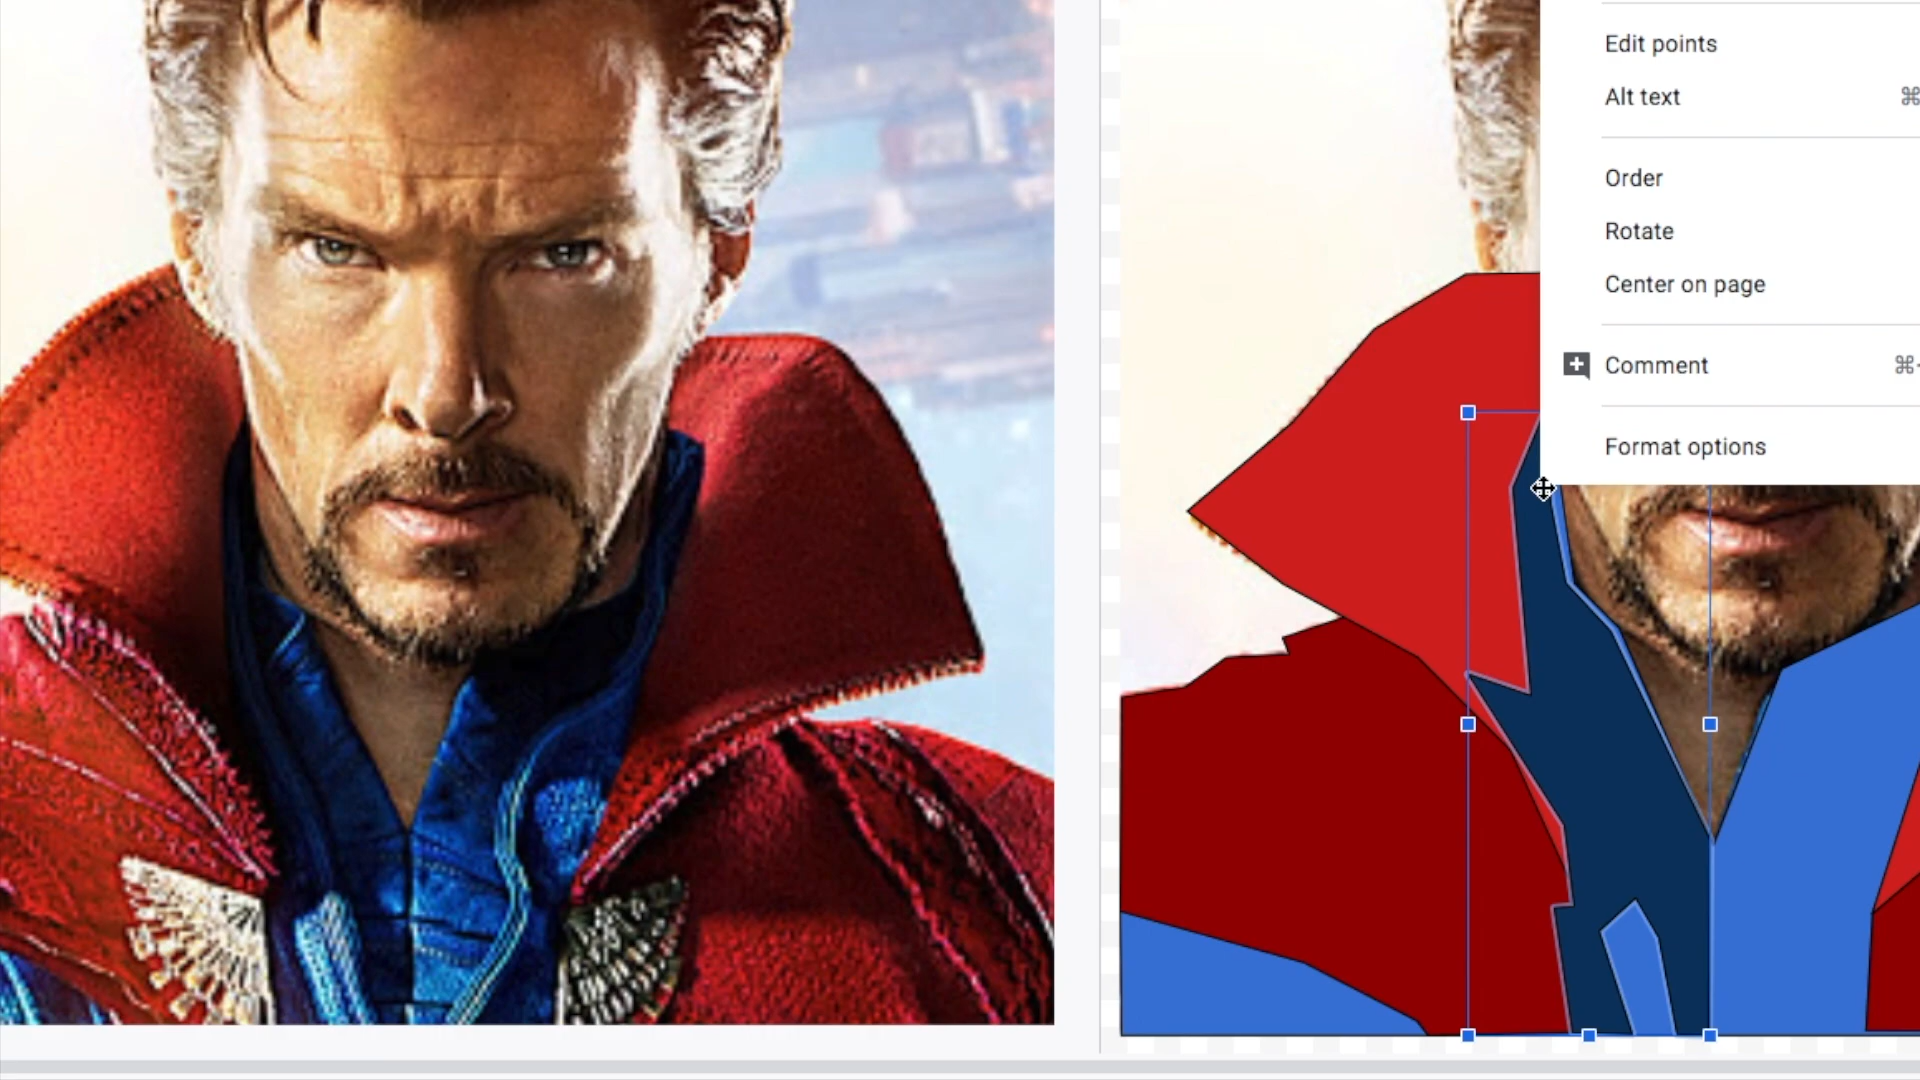 Edit points
Alt text ⌘
Order
Rotate
Center on page
Comment ⌘
Format options